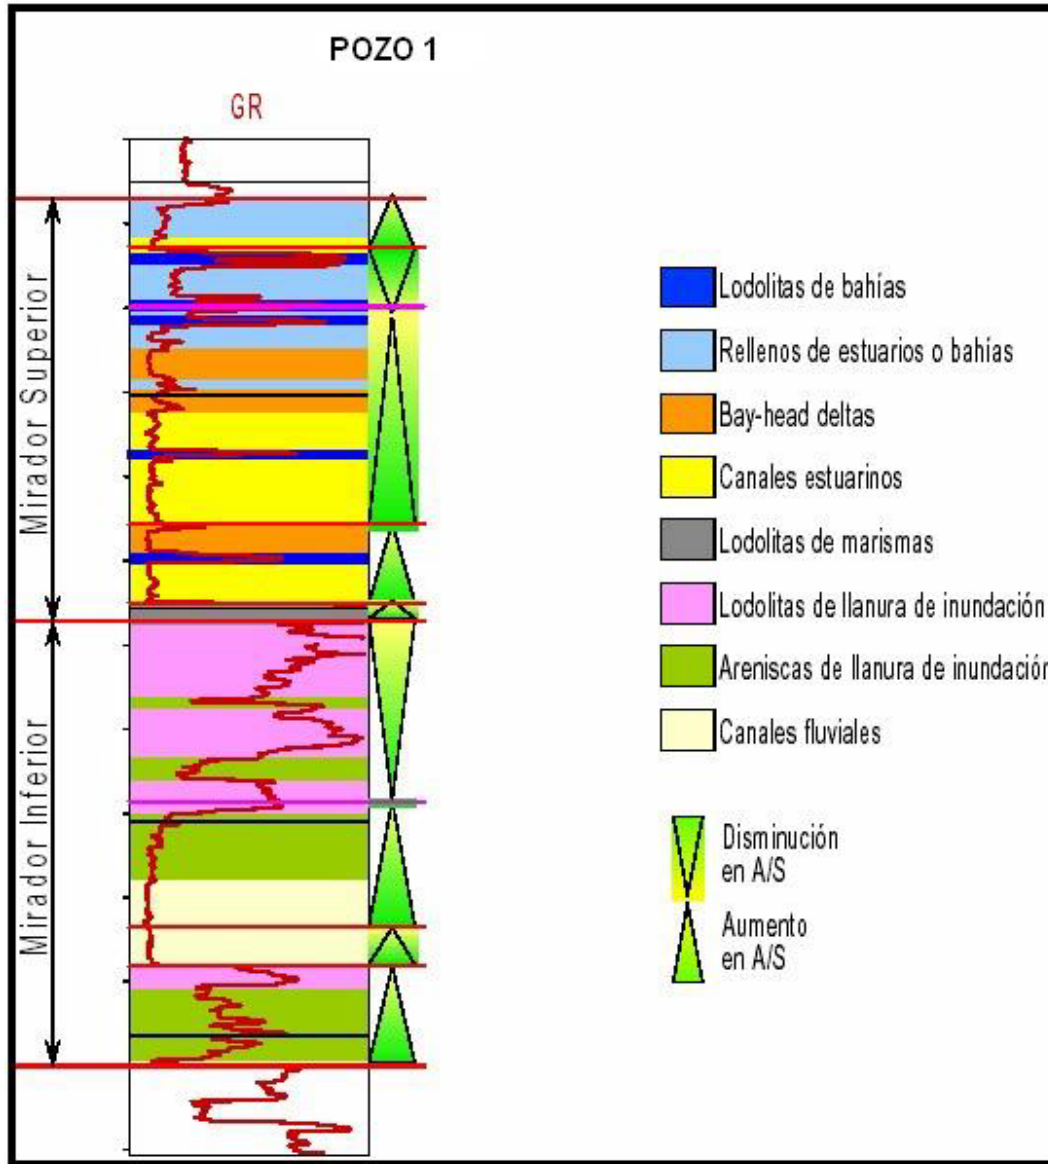 POZO 1
GR
Mirador Superior
Mirador Inferior
Lodolitas de bahías
Rellenos de estuarios o bahías
Bay-head deltas
Canales estuarinos
Lodolitas de marismas
Lodolitas de llanura de inundación
Areniscas de llanura de inundación
Canales fluviales
Disminución
en A/S
Aumento
en A/S